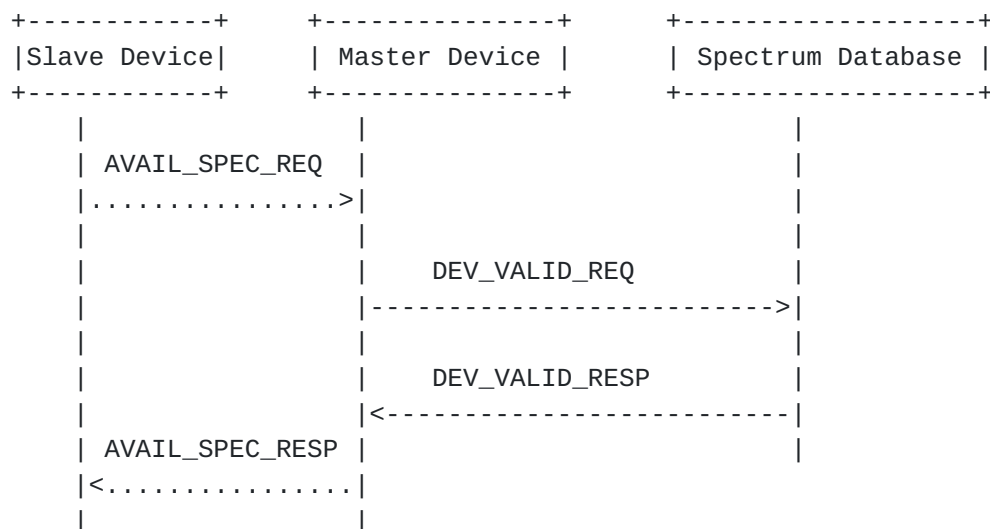 Slave Device Master Device Spectrum Database
AVAIL_SPEC_REQ
DEV_VALID_REQ
DEV_VALID_RESP
AVAIL_SPEC_RESP